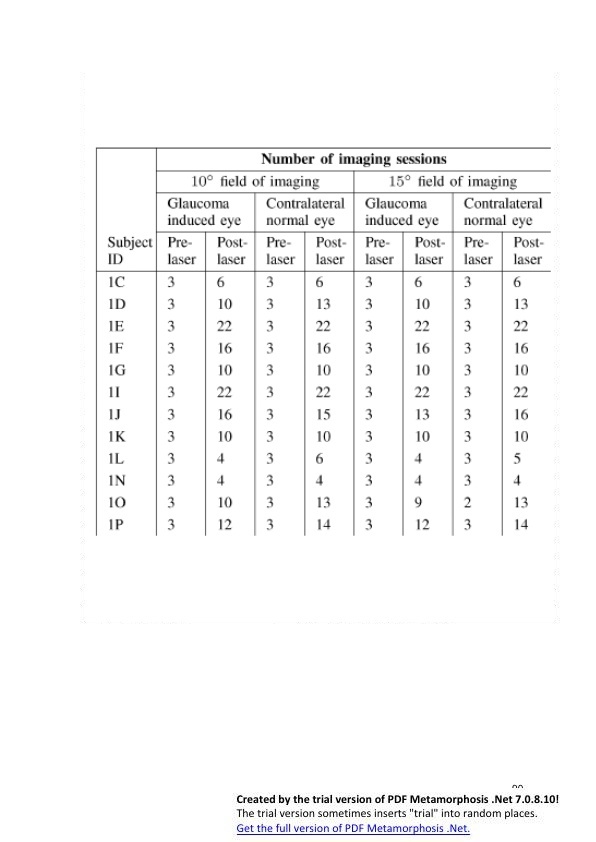 Number of imaging sessions
10° field of imaging 15° field of imaging
Glaucoma Contralateral Glaucoma Contralateral
induced eye normal eye induced eye normal eye
Subject Pre- Post- Pre- Post- Pre- Post- Pre- Post-
ID laser laser laser laser laser laser laser laser
1C 3 6 3 6 3 6 3 6
1D 3 10 3 13 3 10 3 13
1E 3 22 3 22 3 22 3 22
1F 3 16 3 16 3 16 3 16
1G 3 10 3 10 3 10 3 10
1I 3 22 3 22 3 22 3 22
1J 3 16 3 15 3 13 3 16
1K 3 10 3 10 3 10 3 10
1L 3 4 3 6 3 4 3 5
1N 3 4 3 4 3 4 3 4
1O 3 10 3 13 3 9 2 13
1P 3 12 3 14 3 12 3 14
Created by the trial version of PDF Metamorphosis .Net 7.0.8.10!
The trial version sometimes inserts "trial" into random places.
Get the full version of PDF Metamorphosis .Net.